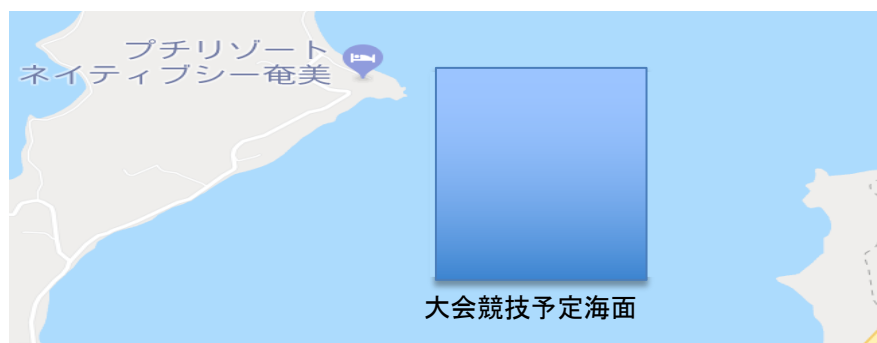 プチリゾート
ネイティブシー奄美
大会競技予定海面